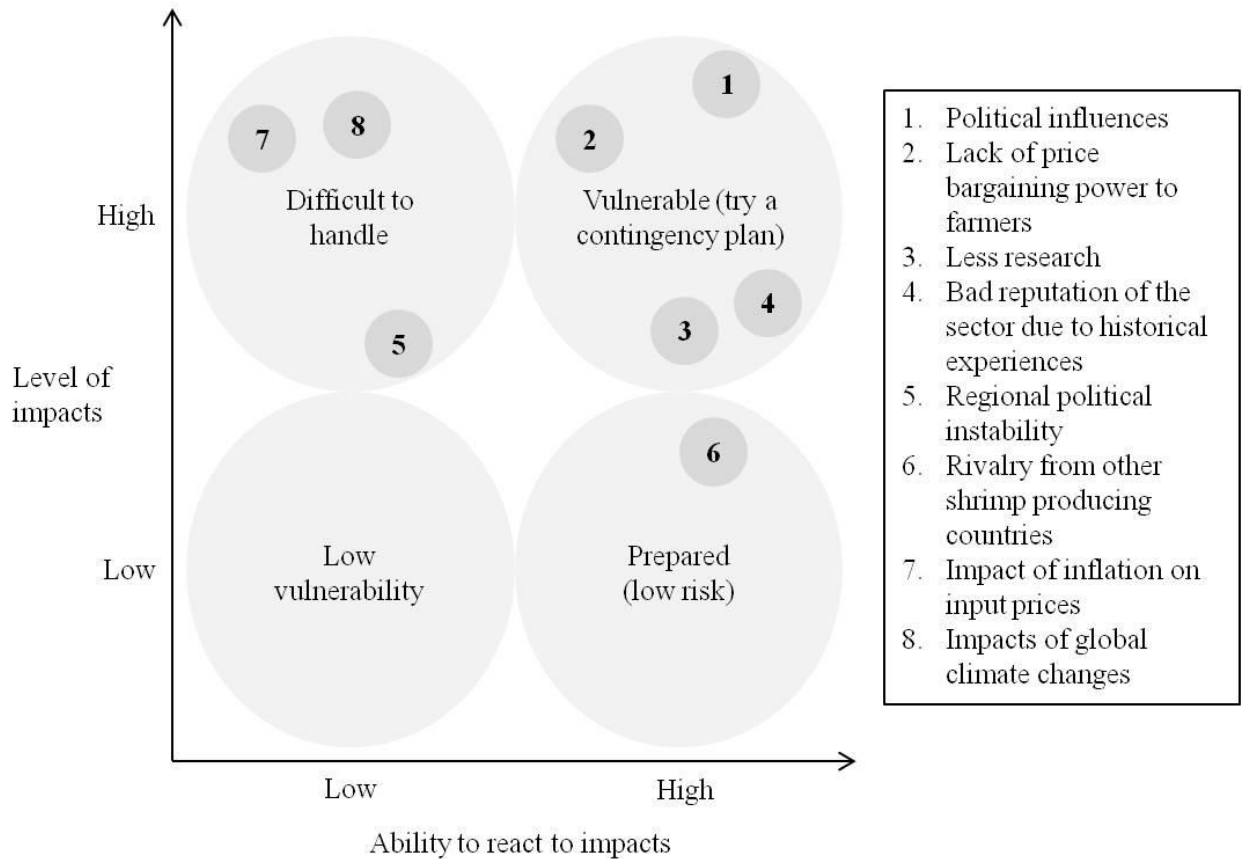 1
8
2
7
Difficult to
handle
Vulnerable (try a
contingency plan)
High
4
3
5
Level of
impacts
6
Low
Low
vulnerability
Prepared
(low risk)
Low
High
Ability to react to impacts
1. Political influences
2. Lack of price
bargaining power to
farmers
3. Less research
4. Bad reputation of the
sector due to historical
experiences
5. Regional political
instability
6. Rivalry from other
shrimp producing
countries
7. Impact of inflation on
input prices
8. Impacts of global
climate changes